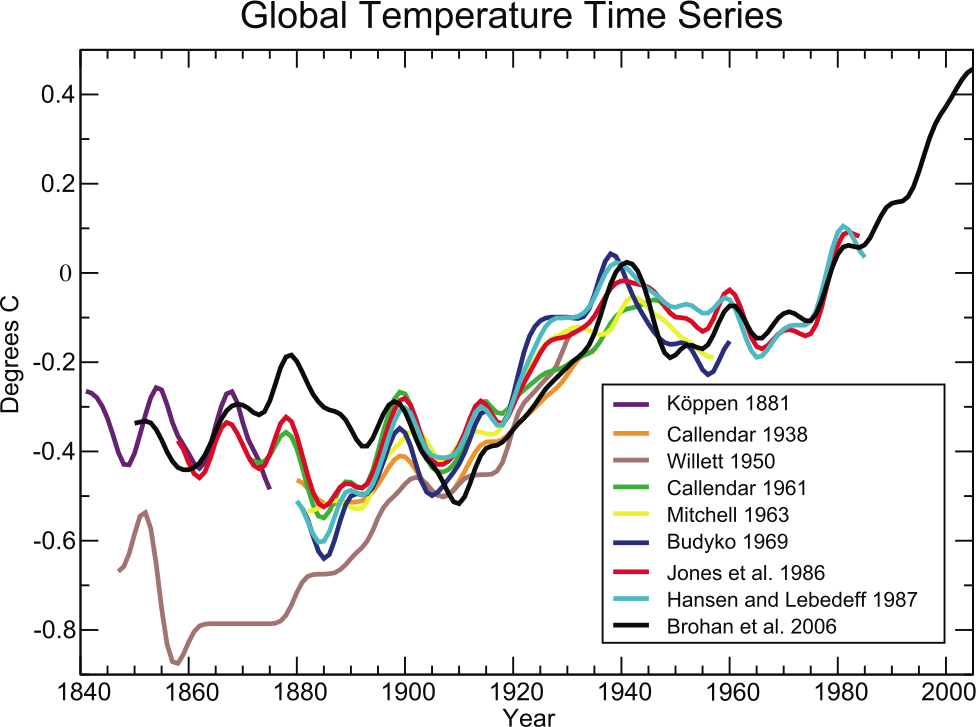 Global Temperature Time Series
0.4
0.2
0
-0.2
-0.4
-0.6
-0.8
Degrees C
Köppen 1881
Callendar 1938
Willett 1950
Callendar 1961
Mitchell 1963
Budyko 1969
Jones et al. 1986
Hansen and Lebedeff 1987
Brohan et al. 2006
1840 1860 1880 1900 1920 1940 1960 1980 2000
Year